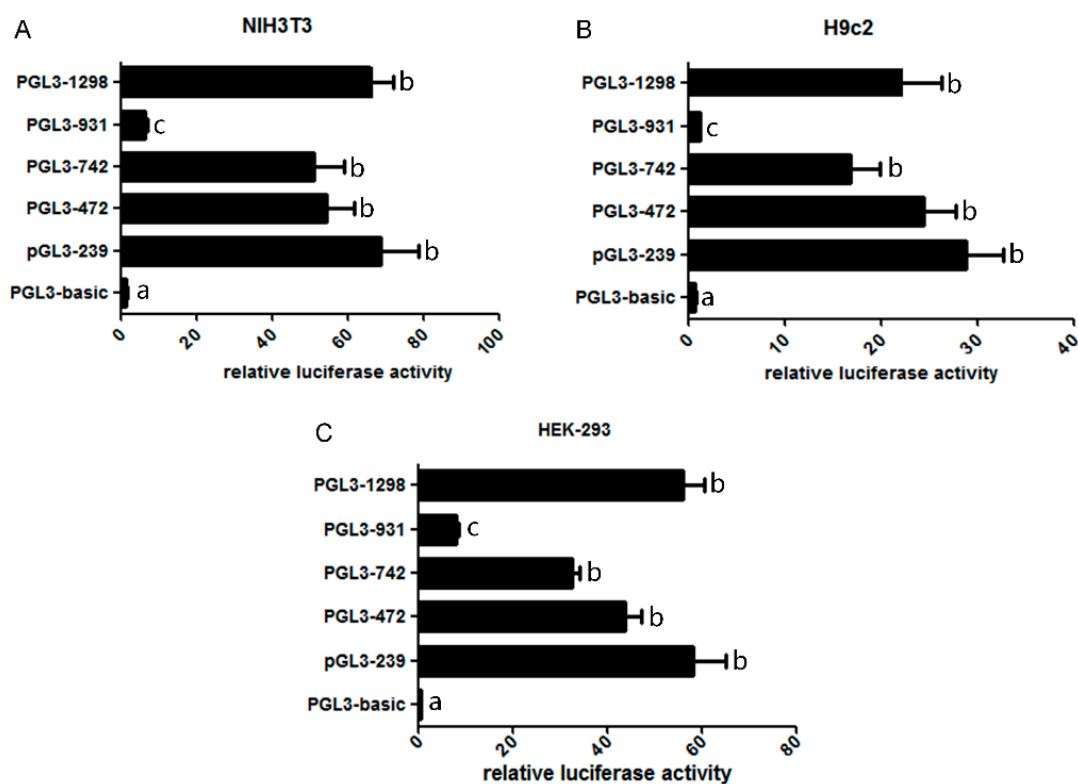 A
NIH3T3
PGL3-1298
b
PGL3-931
c
PGL3-742
b
PGL3-472
b
pGL3-239
b
PGL3-basic
a
0 20 40 60 80 100
relative luciferase activity
B
H9c2
PGL3-1298
b
PGL3-931
c
PGL3-742
b
PGL3-472
b
pGL3-239
b
PGL3-basic
a
0 10 20 30 40
relative luciferase activity
C
HEK-293
PGL3-1298
b
PGL3-931
c
PGL3-742
b
PGL3-472
b
pGL3-239
b
PGL3-basic
a
0 20 40 60 80
relative luciferase activity